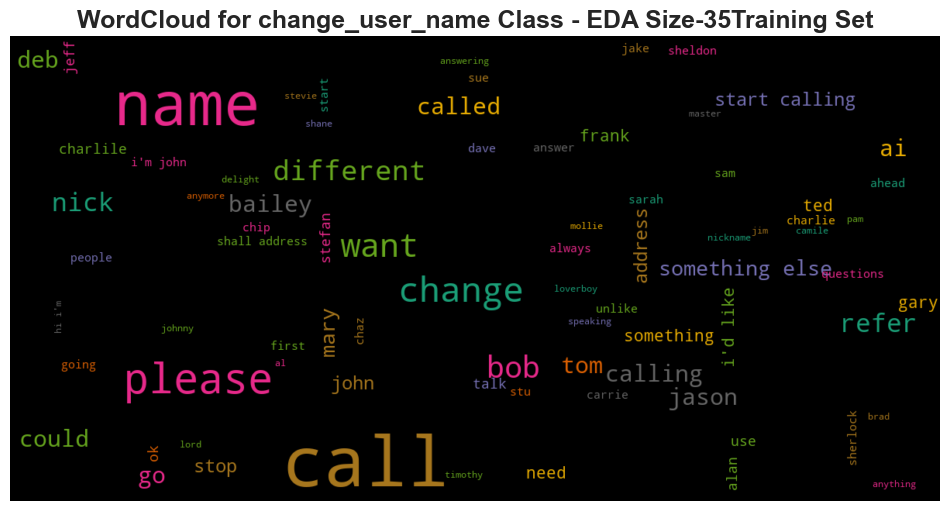 WordCloud for change_user_name Class - EDA Size-35Training Set
deb
jeff
answering
jake
sheldon
sue
name
stevie
start
called
start calling
master
shane
frank
charlile
i'm john
dave
answer
ai
different
delight
sam
ahead
nick
anymore
bailey
sarah
ted
chip
stefan
mollie
address
charlie
pam
shall address
nickname
jim
camile
people
want
always
something else
questions
change
loverboy
hi i'm
johnny
mary
chaz
unlike
speaking
i'd like
gary
refer
first
something
going
al
please
bob
tom
calling
john
talk
stu
carrie
jason
could
lord
ok
go
stop
call
timothy
need
use
alan
sherlock
brad
anything